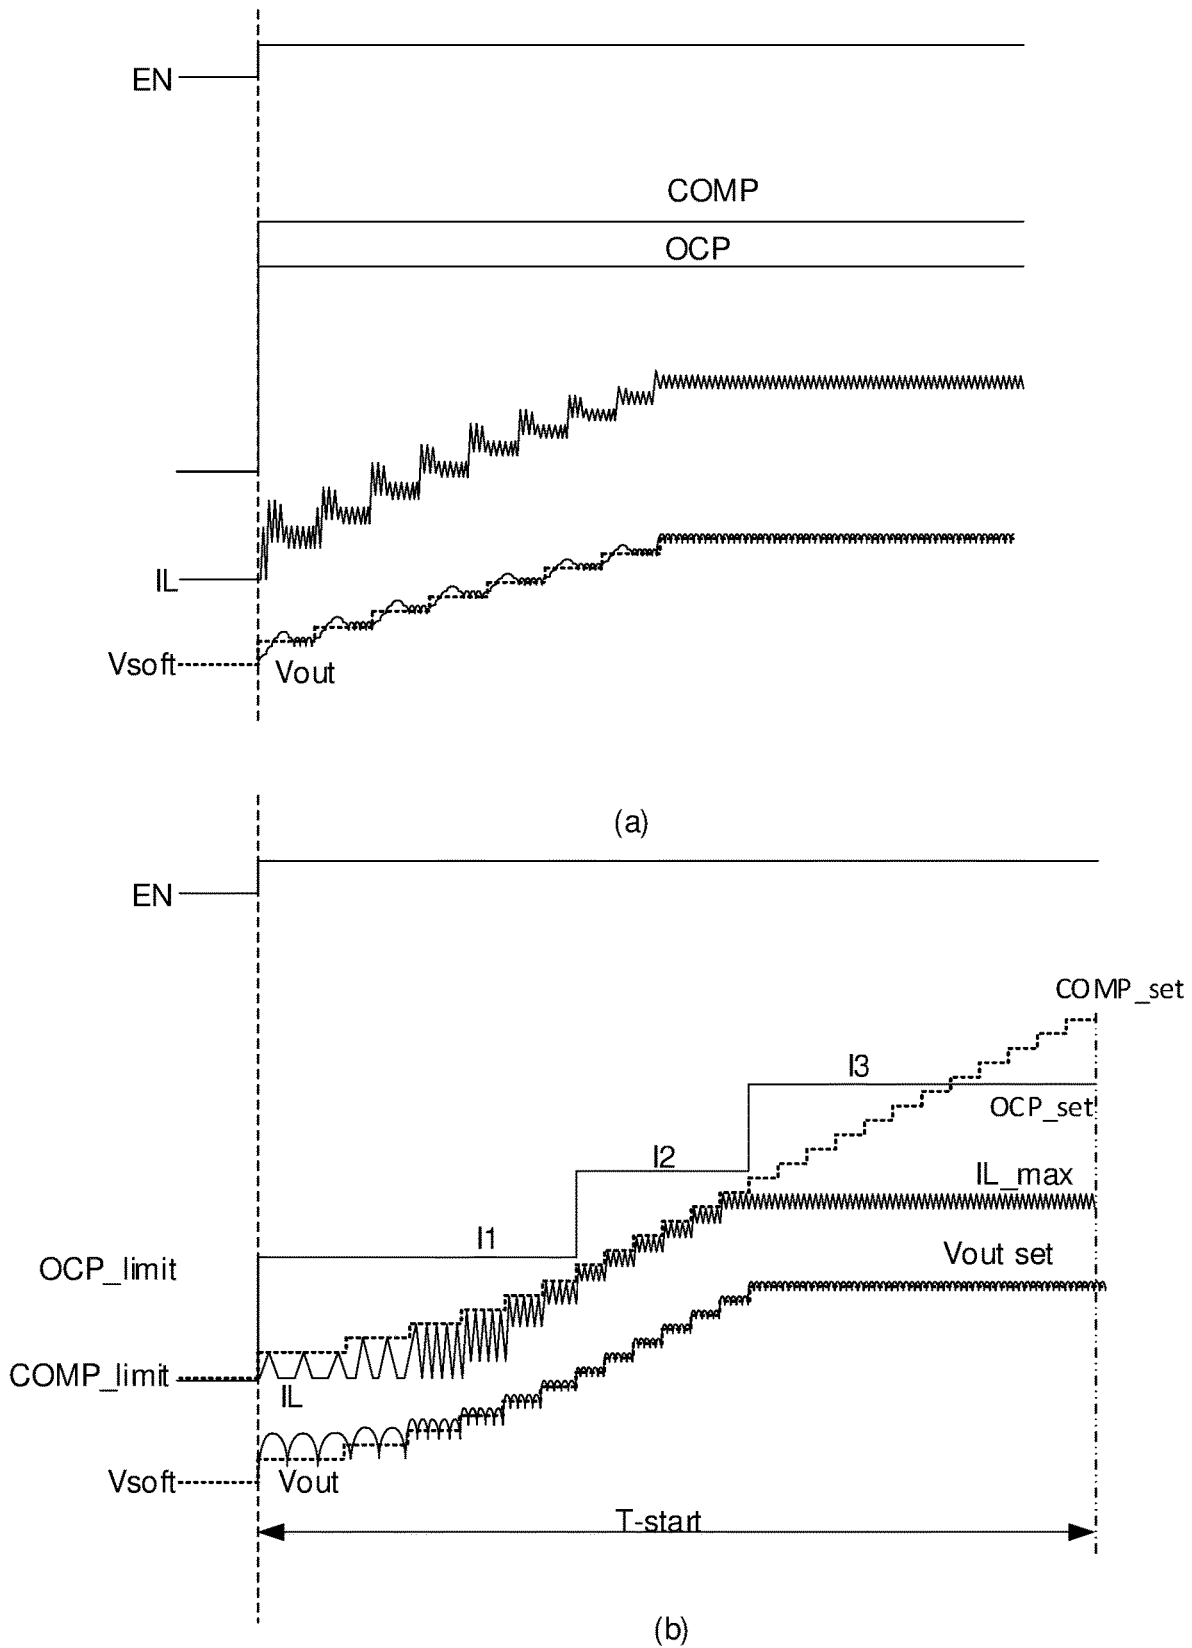 EN
COMP
OCP
IL
Vsoft
Vout
(a)
EN
COMP_set
I3
OCP_set
I2
IL_max
I1
Vout set
OCP_limit
COMP_limit
IL
Vsoft
Vout
T-start
(b)